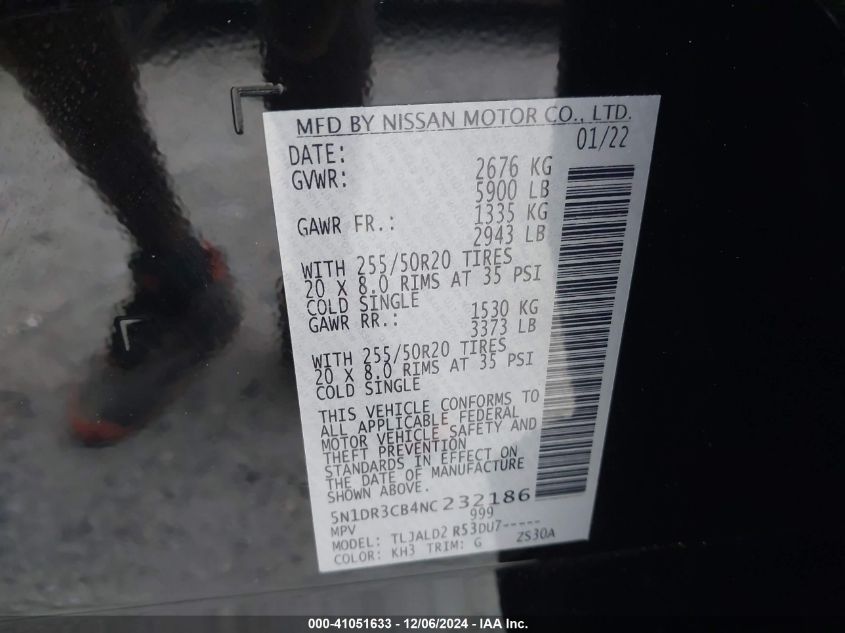 MFD BY NISSAN MOTOR CO., LTD.
DATE: 01/22
GVWR: 2676 KG
5900 LB
GAWR FR.: 1335 KG
2943 LB
WITH 255/50R20 TIRES
20 X 8.0 RIMS AT 35 PSI
COLD SINGLE
GAWR RR.: 1530 KG
3373 LB
WITH 255/50R20 TIRES
20 X 8.0 RIMS AT 35 PSI
COLD SINGLE
THIS VEHICLE CONFORMS TO
ALL APPLICABLE FEDERAL
MOTOR VEHICLE SAFETY AND
THEFT PREVENTION
STANDARDS IN EFFECT ON
THE DATE OF MANUFACTURE
SHOWN ABOVE.
5N1DR3CB4NC232186
MPV 999
MODEL: TLJALD2 R53DU7-----
COLOR: KH3 TRIM: G ZS30A
000-41051633 - 12/06/2024 - IAA Inc.